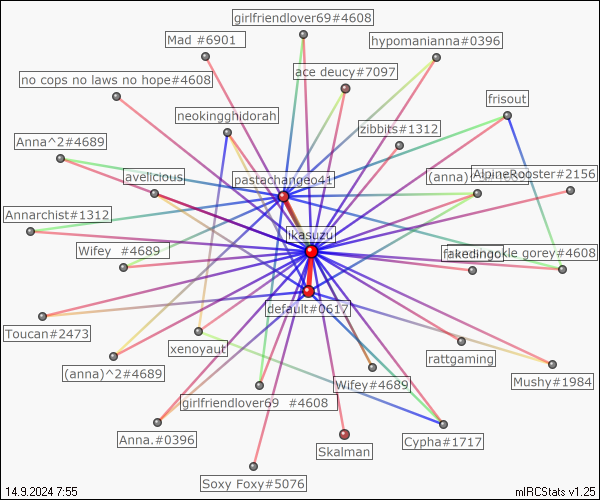 girlfriendlover69#4608
Mad #6901
hypomanianna#0396
ace deucy#7097
no cops no laws no hope#4608
frisout
neokingghidorah
zibbits#1312
Anna^2#4689
avelicious
pastachangeo41
(anna)
AlpineRooster#2156
Annarchist#1312
ikasuzu
Wifey #4689
fakedingo
kle gorey#4608
default#0617
Toucan#2473
xenoyaut
rattgaming
(anna)^2#4689
Wifey#4689
Mushy#1984
girlfriendlover69 #4608
Anna.#0396
Skalman
Cypha#1717
Soxy Foxy#5076
14.9.2024 7:55
mIRCStats v1.25